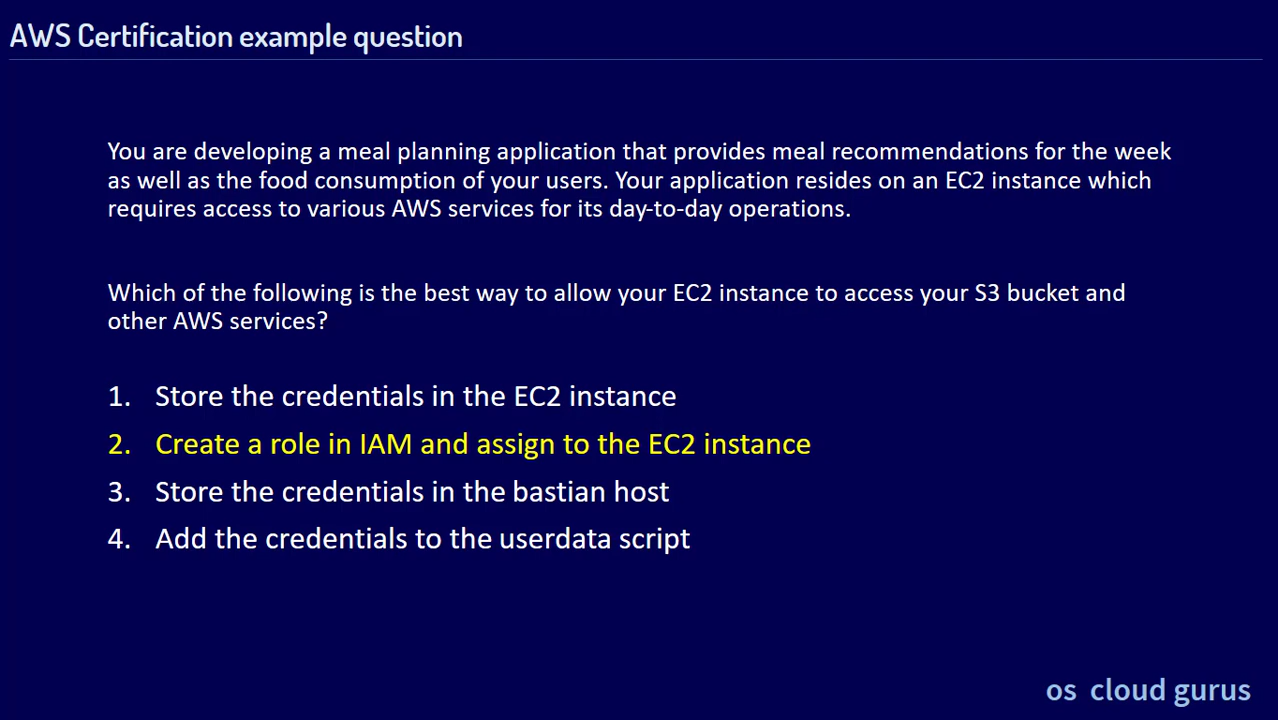 AWS Certification example question
You are developing a meal planning application that provides meal recommendations for the week
as well as the food consumption of your users. Your application resides on an EC2 instance which
requires access to various AWS services for its day-to-day operations.
Which of the following is the best way to allow your EC2 instance to access your S3 bucket and
other AWS services?
1. Store the credentials in the EC2 instance
2. Create a role in IAM and assign to the EC2 instance
3. Store the credentials in the bastian host
4. Add the credentials to the userdata script
os cloud gurus